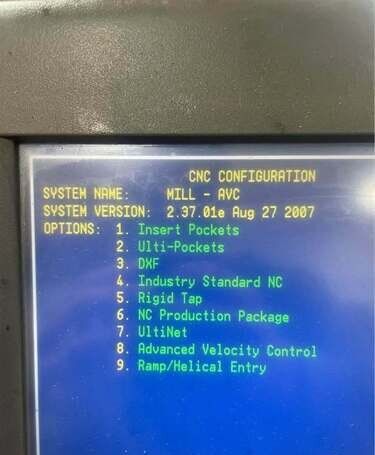 CNC CONFIGURATION
SYSTEM NAME: MILL - AVC
SYSTEM VERSION: 2.37.01e Aug 27 2007
OPTIONS: 1. Insert Pockets
2. Ulti-Pockets
3. DXF
4. Industry Standard NC
5. Rigid Tap
6. NC Production Package
7. UltiNet
8. Advanced Velocity Control
9. Ramp/Helical Entry